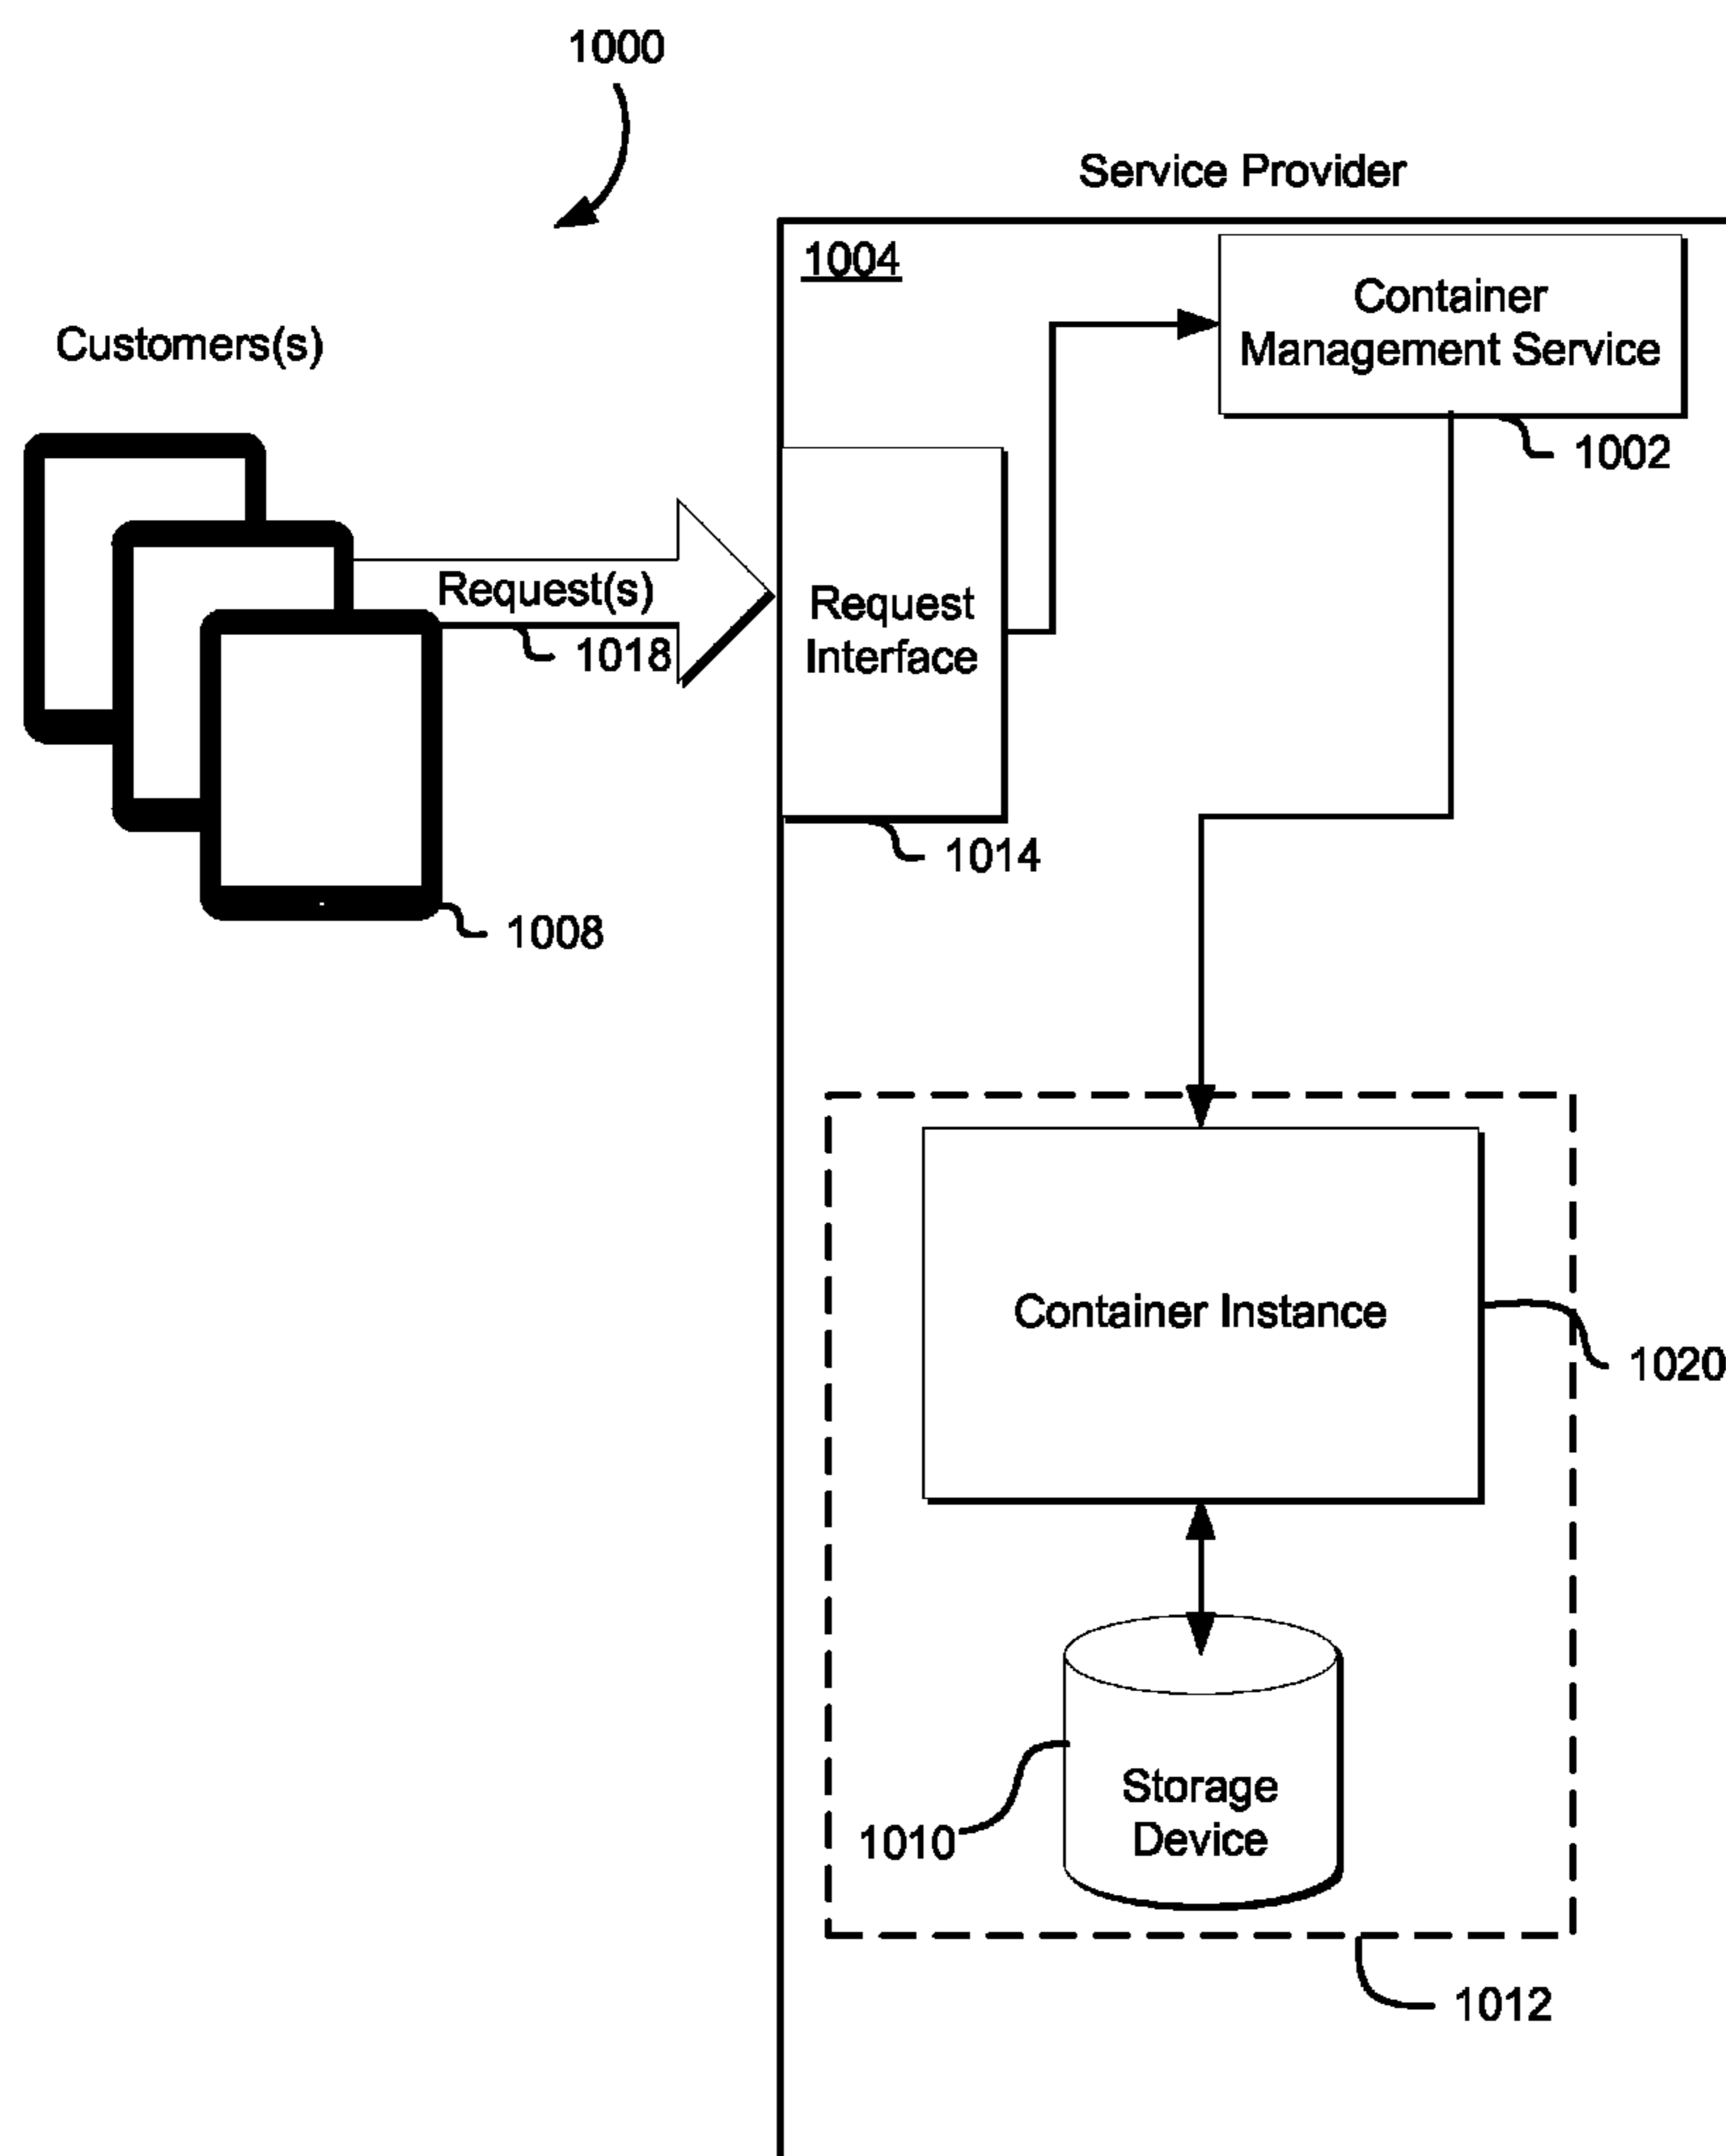 1000
Service Provider
1004
Container
Management Service
1002
Customers(s)
Request(s)
1018
Request
Interface
1014
1008
Container Instance
1020
Storage
Device
1010
1012